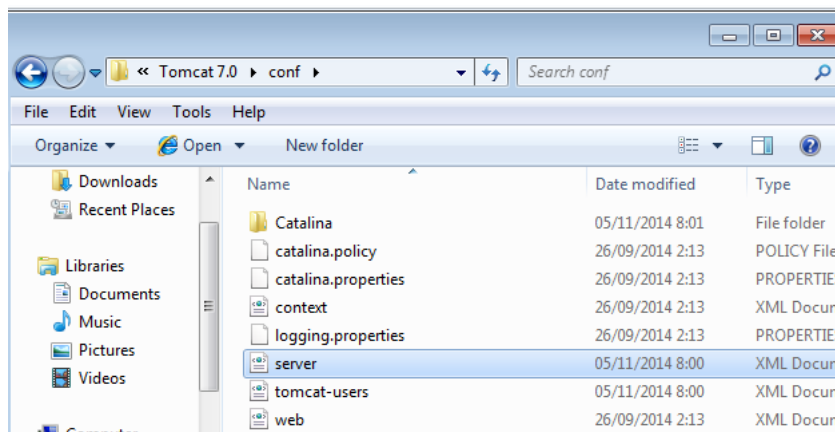 « Tomcat 7.0 ▸ conf ▸ Search conf
File Edit View Tools Help
Organize Open New folder
Downloads
Recent Places
Libraries
Documents
Music
Pictures
Videos
Computer
Name Date modified Type
Catalina 05/11/2014 8:01 File folder
catalina.policy 26/09/2014 2:13 POLICY File
catalina.properties 26/09/2014 2:13 PROPERTIE
context 26/09/2014 2:13 XML Docur
logging.properties 26/09/2014 2:13 PROPERTIE
server 05/11/2014 8:00 XML Docur
tomcat-users 05/11/2014 8:00 XML Docur
web 26/09/2014 2:13 XML Docur